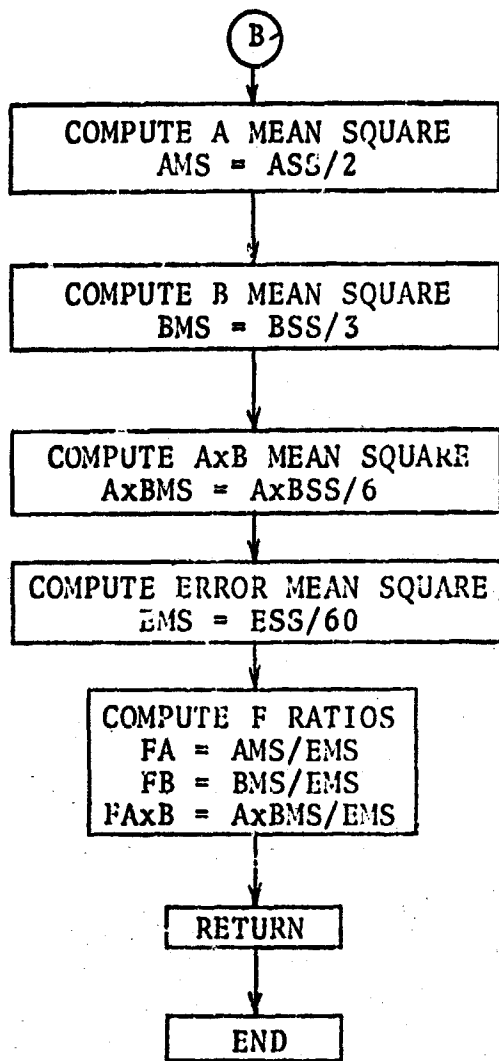 B
COMPUTE A MEAN SQUARE
AMS = ASS/2
COMPUTE B MEAN SQUARE
BMS = BSS/3
COMPUTE AxB MEAN SQUARE
AxBMS = AxBSS/6
COMPUTE ERROR MEAN SQUARE
EMS = ESS/60
COMPUTE F RATIOS
FA = AMS/EMS
FB = BMS/EMS
FAxB = AxBMS/EMS
RETURN
END